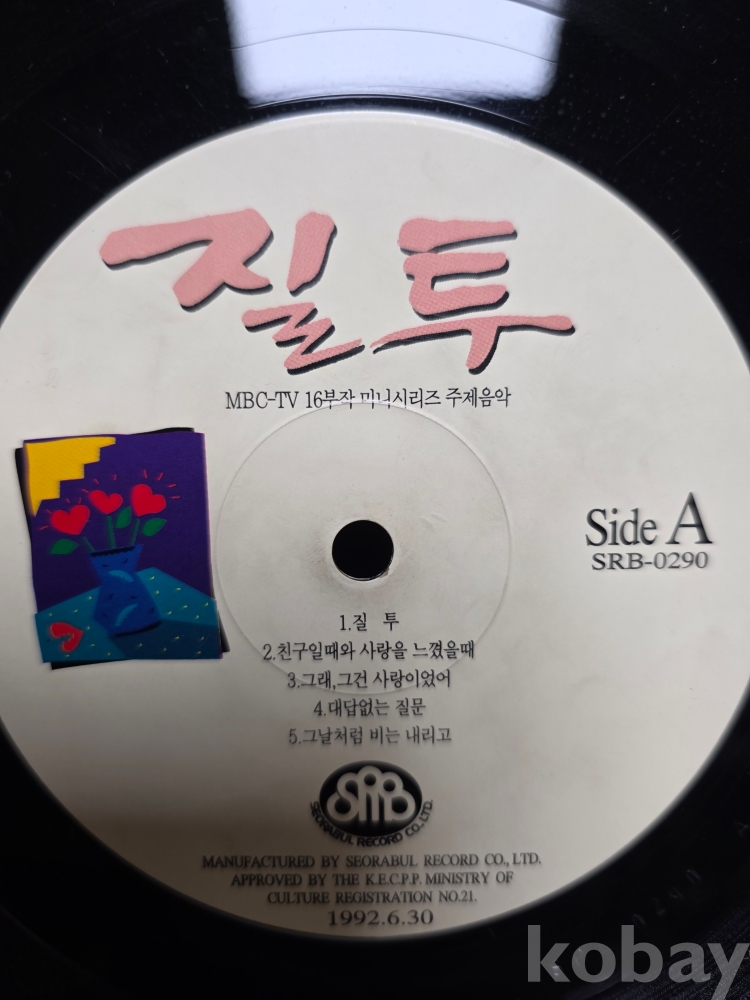 질투
MBC-TV 16부작 미니시리즈 주제음악
Side A
SRB-0290
1.질 투
2.친구일때와 사랑을 느꼈을때
3.그래,그건 사랑이었어
4.대답없는 질문
5.그날처럼 비는 내리고
SRB
SEORABUL RECORD CO., LTD.
MANUFACTURED BY SEORABUL RECORD CO., LTD.
APPROVED BY THE K.E.C.P.P. MINISTRY OF
CULTURE REGISTRATION NO.21.
1992.6.30
kobay